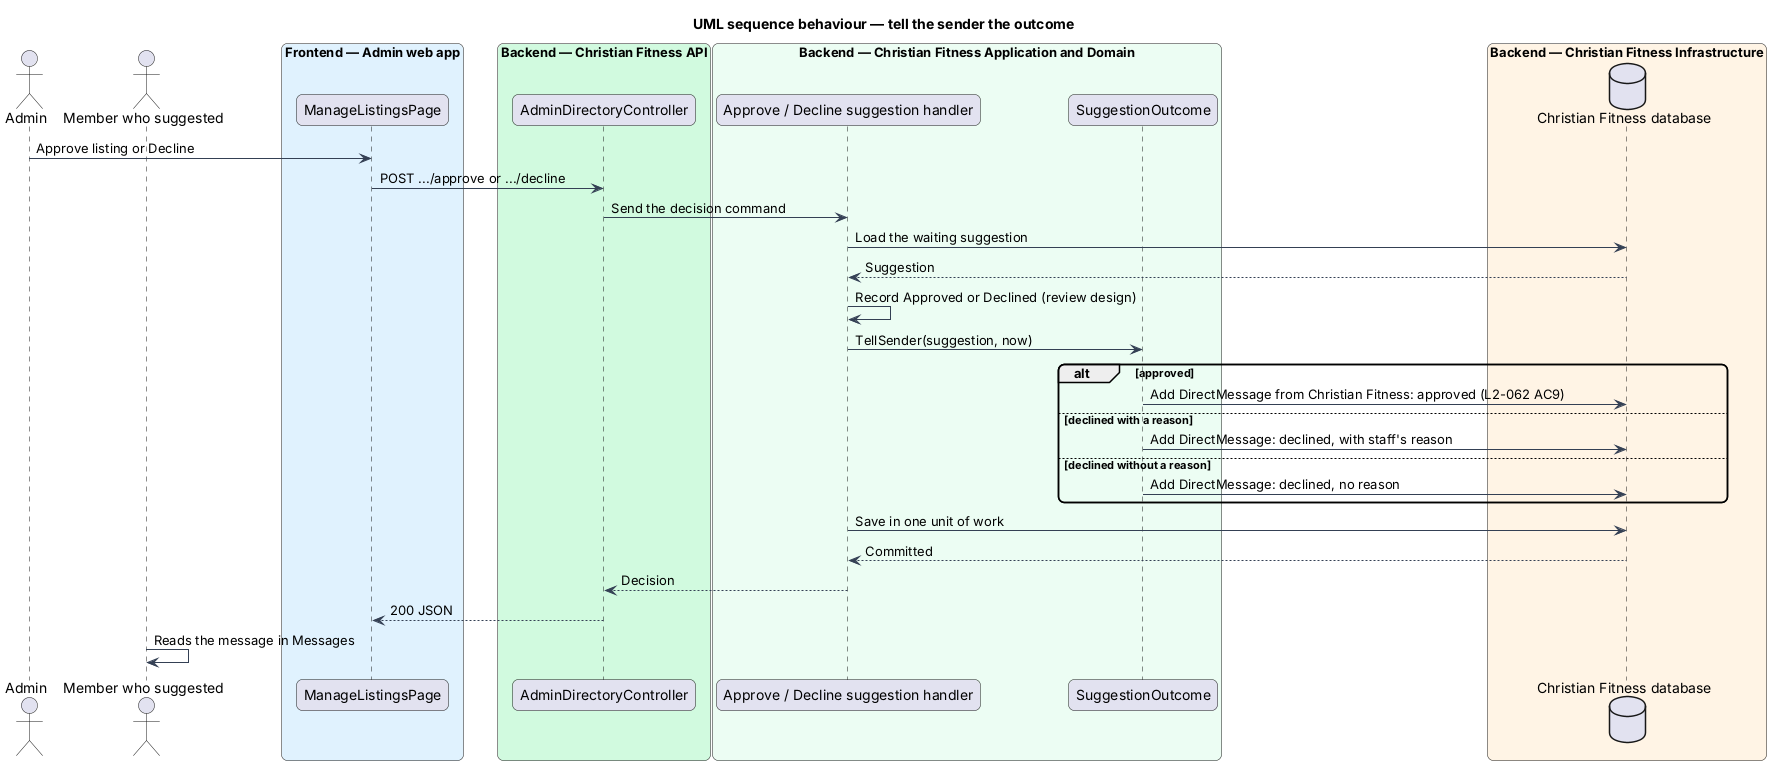 UML sequence behaviour — tell the sender the outcome
Frontend — Admin web app
Backend — Christian Fitness API
Backend — Christian Fitness Application and Domain
Backend — Christian Fitness Infrastructure
Admin
Member who suggested
ManageListingsPage
AdminDirectoryController
Approve / Decline suggestion handler
SuggestionOutcome
Christian Fitness database
Approve listing or Decline
POST .../approve or .../decline
Send the decision command
Load the waiting suggestion
Suggestion
Record Approved or Declined (review design)
TellSender(suggestion, now)
alt
[approved]
Add DirectMessage from Christian Fitness: approved (L2-062 AC9)
[declined with a reason]
Add DirectMessage: declined, with staff's reason
[declined without a reason]
Add DirectMessage: declined, no reason
Save in one unit of work
Committed
Decision
200 JSON
Reads the message in Messages
Admin
Member who suggested
ManageListingsPage
AdminDirectoryController
Approve / Decline suggestion handler
SuggestionOutcome
Christian Fitness database